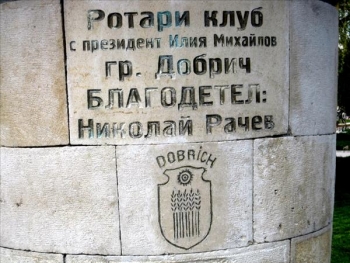 Ротари клуб
с президент Илия Михайлов
гр. Добрич
БЛАГОДЕТЕЛ:
Николай Рачев
DOBRICH